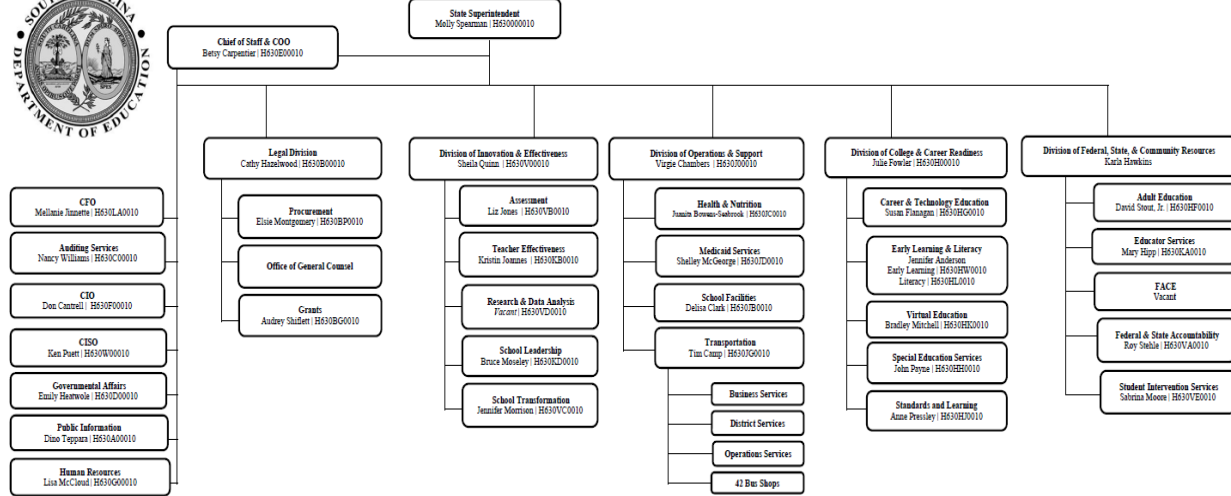 SOUTH CAROLINA
DEPARTMENT OF EDUCATION
State Superintendent
Molly Spearman | H630000010
Chief of Staff & COO
Betsy Carpentier | H630E00010
Legal Division
Cathy Hazelwood | H630B00010
Division of Innovation & Effectiveness
Sheila Quinn | H630V00010
Division of Operations & Support
Virgie Chambers | H630J00010
Division of College & Career Readiness
Julie Fowler | H630H00010
Division of Federal, State, & Community Resources
Karla Hawkins
CFO
Mellanie Jinnette | H630LA0010
Auditing Services
Nancy Williams | H630C00010
CIO
Don Cantrell | H630F00010
CISO
Ken Puett | H630W00010
Governmental Affairs
Emily Heatwole | H630D00010
Public Information
Dino Teppara | H630A00010
Human Resources
Lisa McCloud | H630G00010
Procurement
Elsie Montgomery | H630BP0010
Office of General Counsel
Grants
Audrey Shiflett | H630BG0010
Assessment
Liz Jones | H630VB0010
Teacher Effectiveness
Kristin Joannes | H630KB0010
Research & Data Analysis
Vacant | H630VD0010
School Leadership
Bruce Moseley | H630KD0010
School Transformation
Jennifer Morrison | H630VC0010
Health & Nutrition
Juanita Bowens-Seabrook | H630JC0010
Medicaid Services
Shelley McGeorge | H630JD0010
School Facilities
Delisa Clark | H630JB0010
Transportation
Tim Camp | H630JG0010
Business Services
District Services
Operations Services
42 Bus Shops
Career & Technology Education
Susan Flanagan | H630HG0010
Early Learning & Literacy
Jennifer Anderson
Early Learning | H630HW0010
Literacy | H630HL0010
Virtual Education
Bradley Mitchell | H630HK0010
Special Education Services
John Payne | H630HH0010
Standards and Learning
Anne Pressley | H630HJ0010
Adult Education
David Stout, Jr. | H630HF0010
Educator Services
Mary Hipp | H630KA0010
FACE
Vacant
Federal & State Accountability
Roy Stehle | H630VA0010
Student Intervention Services
Sabrina Moore | H630VE0010